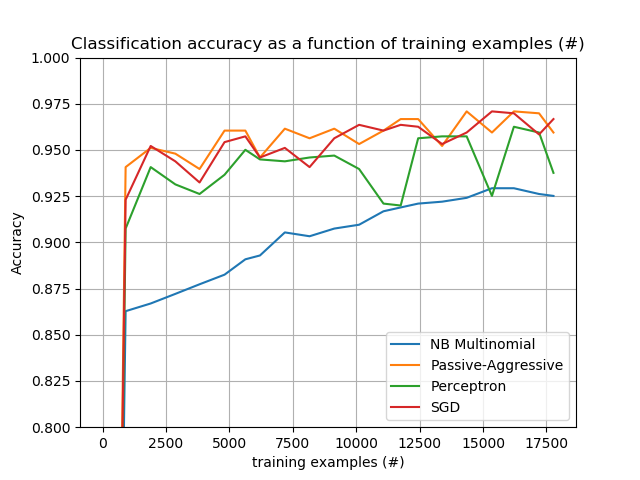 Classification accuracy as a function of training examples (#)
1.000
0.975
0.950
0.925
0.900
0.875
0.850
0.825
0.800
Accuracy
NB Multinomial
Passive-Aggressive
Perceptron
SGD
0 2500 5000 7500 10000 12500 15000 17500
training examples (#)